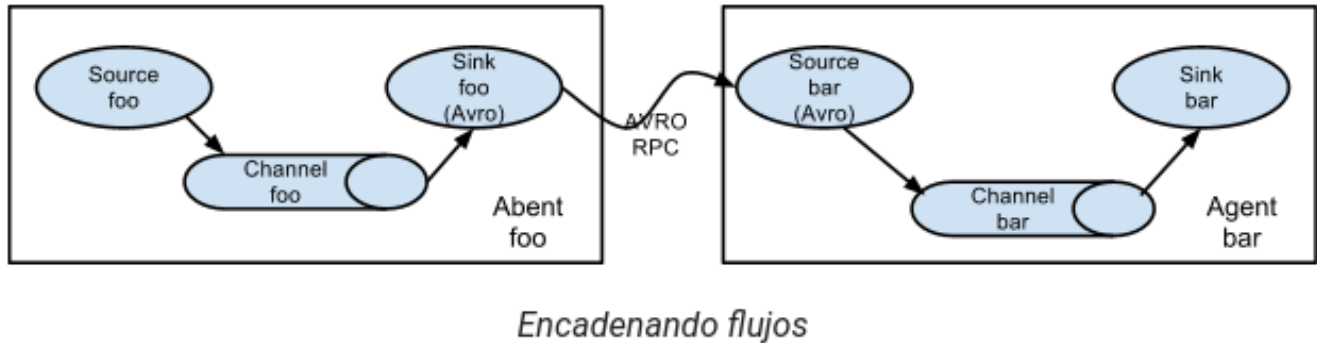 Source
foo
Channel
foo
Sink
foo
(Avro)
Abent
foo
AVRO
RPC
Source
bar
(Avro)
Channel
bar
Sink
bar
Agent
bar
Encadenando flujos